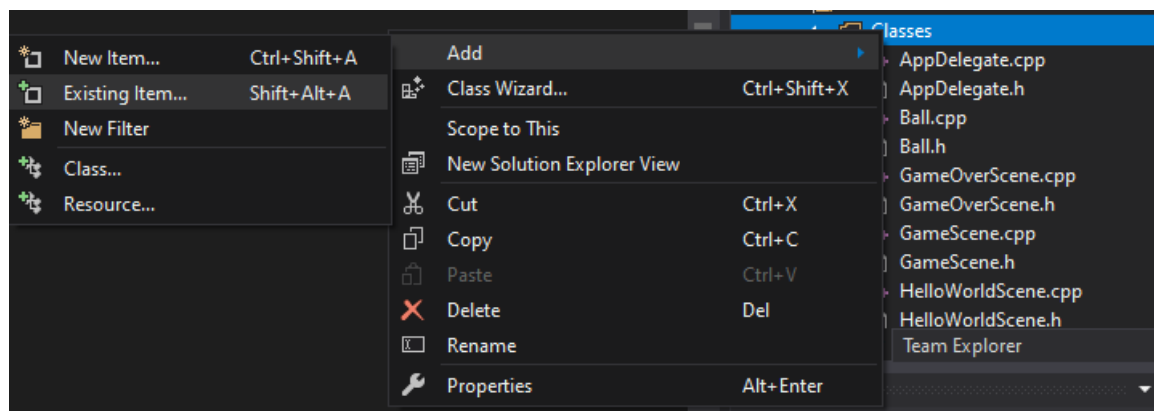 New Item... Ctrl+Shift+A
Existing Item... Shift+Alt+A
New Filter
Class...
Resource...
Add
Class Wizard... Ctrl+Shift+X
Scope to This
New Solution Explorer View
Cut Ctrl+X
Copy Ctrl+C
Paste Ctrl+V
Delete Del
Rename
Properties Alt+Enter
Classes
AppDelegate.cpp
AppDelegate.h
Ball.cpp
Ball.h
GameOverScene.cpp
GameOverScene.h
GameScene.cpp
GameScene.h
HelloWorldScene.cpp
HelloWorldScene.h
Team Explorer